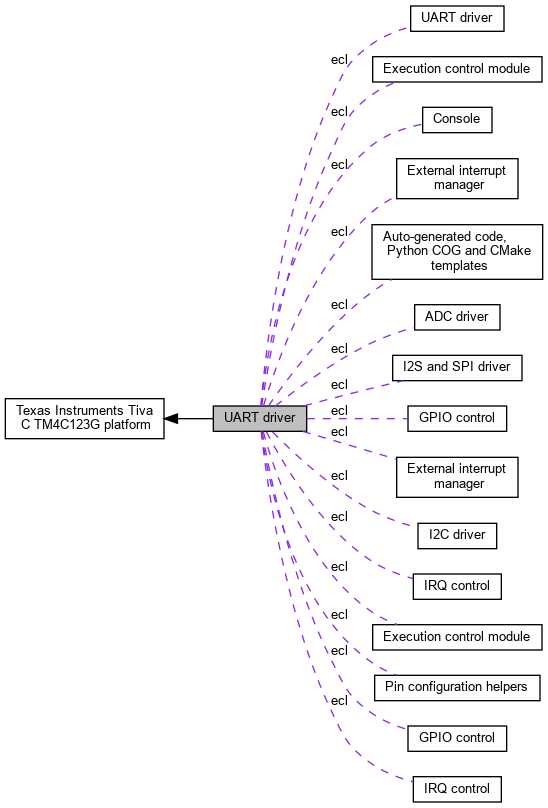 UART driver
ecl
Execution control module
ecl
Console
ecl
External interrupt
manager
ecl
Auto-generated code,
Python COG and CMake
templates
ecl
ADC driver
ecl
I2S and SPI driver
ecl
Texas Instruments Tiva
C TM4C123G platform
UART driver
ecl
GPIO control
ecl
External interrupt
manager
ecl
I2C driver
ecl
IRQ control
ecl
Execution control module
ecl
Pin configuration helpers
ecl
GPIO control
ecl
IRQ control